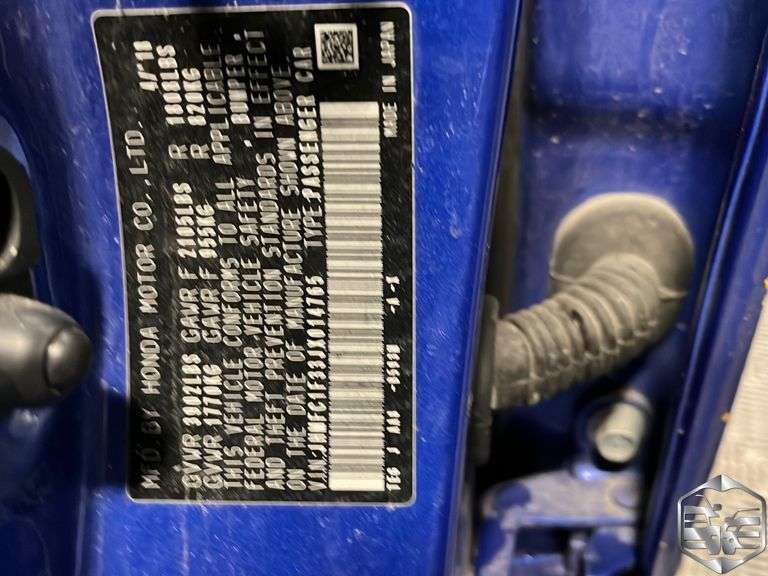 MFD. BY HONDA MOTOR CO., LTD. 4/'18
GVWR 3902LBS GAWR F 2105LBS R 1808LBS
GVWR 1770KG GAWR F 955KG R 820KG
THIS VEHICLE CONFORMS TO ALL APPLICABLE
FEDERAL MOTOR VEHICLE SAFETY, BUMPER,
AND THEFT PREVENTION STANDARDS IN EFFECT
ON THE DATE OF MANUFACTURE SHOWN ABOVE.
TYPE:PASSENGER CAR
-A-
MADE IN JAPAN